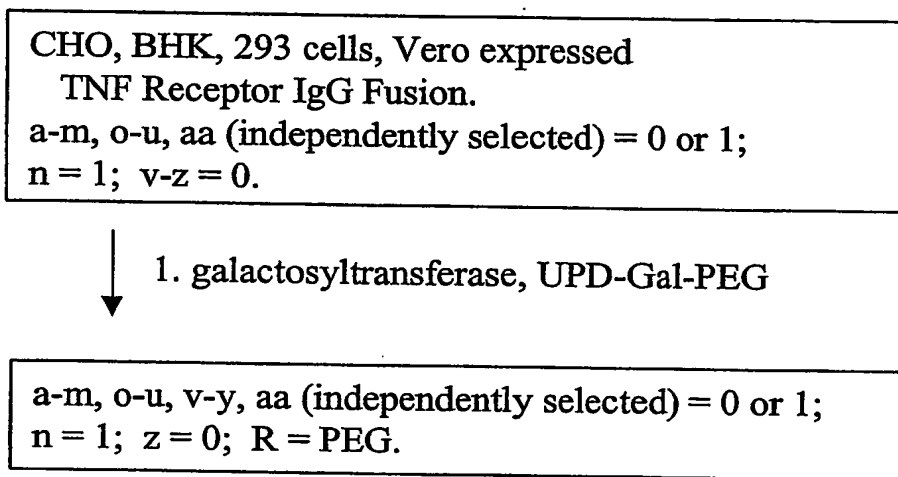 CHO, BHK, 293 cells, Vero expressed
TNF Receptor IgG Fusion.
a-m, o-u, aa (independently selected) = 0 or 1;
n = 1; v-z = 0.
1. galactosyltransferase, UPD-Gal-PEG
a-m, o-u, v-y, aa (independently selected) = 0 or 1;
n = 1; z = 0; R = PEG.